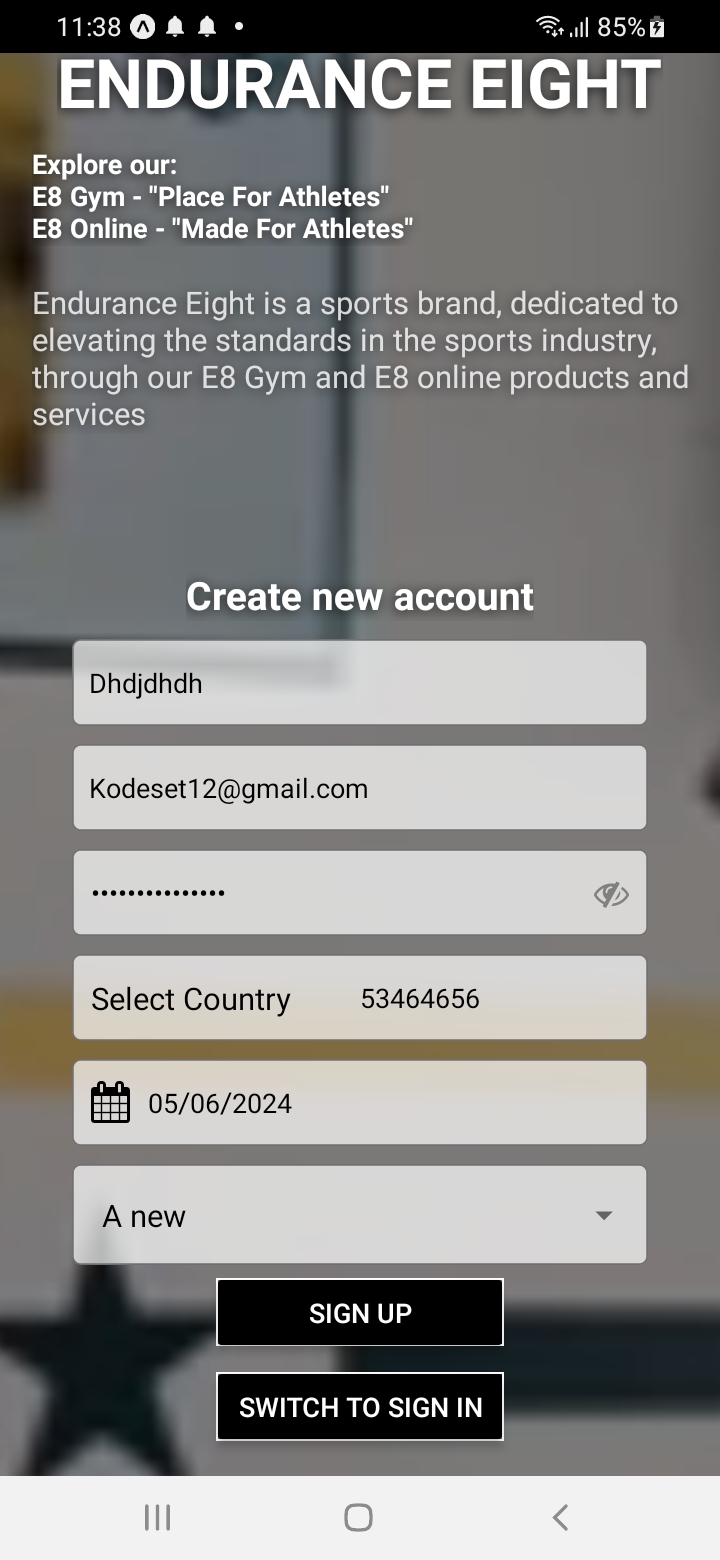 11:38
85%
ENDURANCE EIGHT
Explore our:
E8 Gym - "Place For Athletes"
E8 Online - "Made For Athletes"
Endurance Eight is a sports brand, dedicated to
elevating the standards in the sports industry,
through our E8 Gym and E8 online products and
services
Create new account
Dhdjdhdh
Kodeset12@gmail.com
•••••••••••••••
Select Country 53464656
05/06/2024
A new
SIGN UP
SWITCH TO SIGN IN